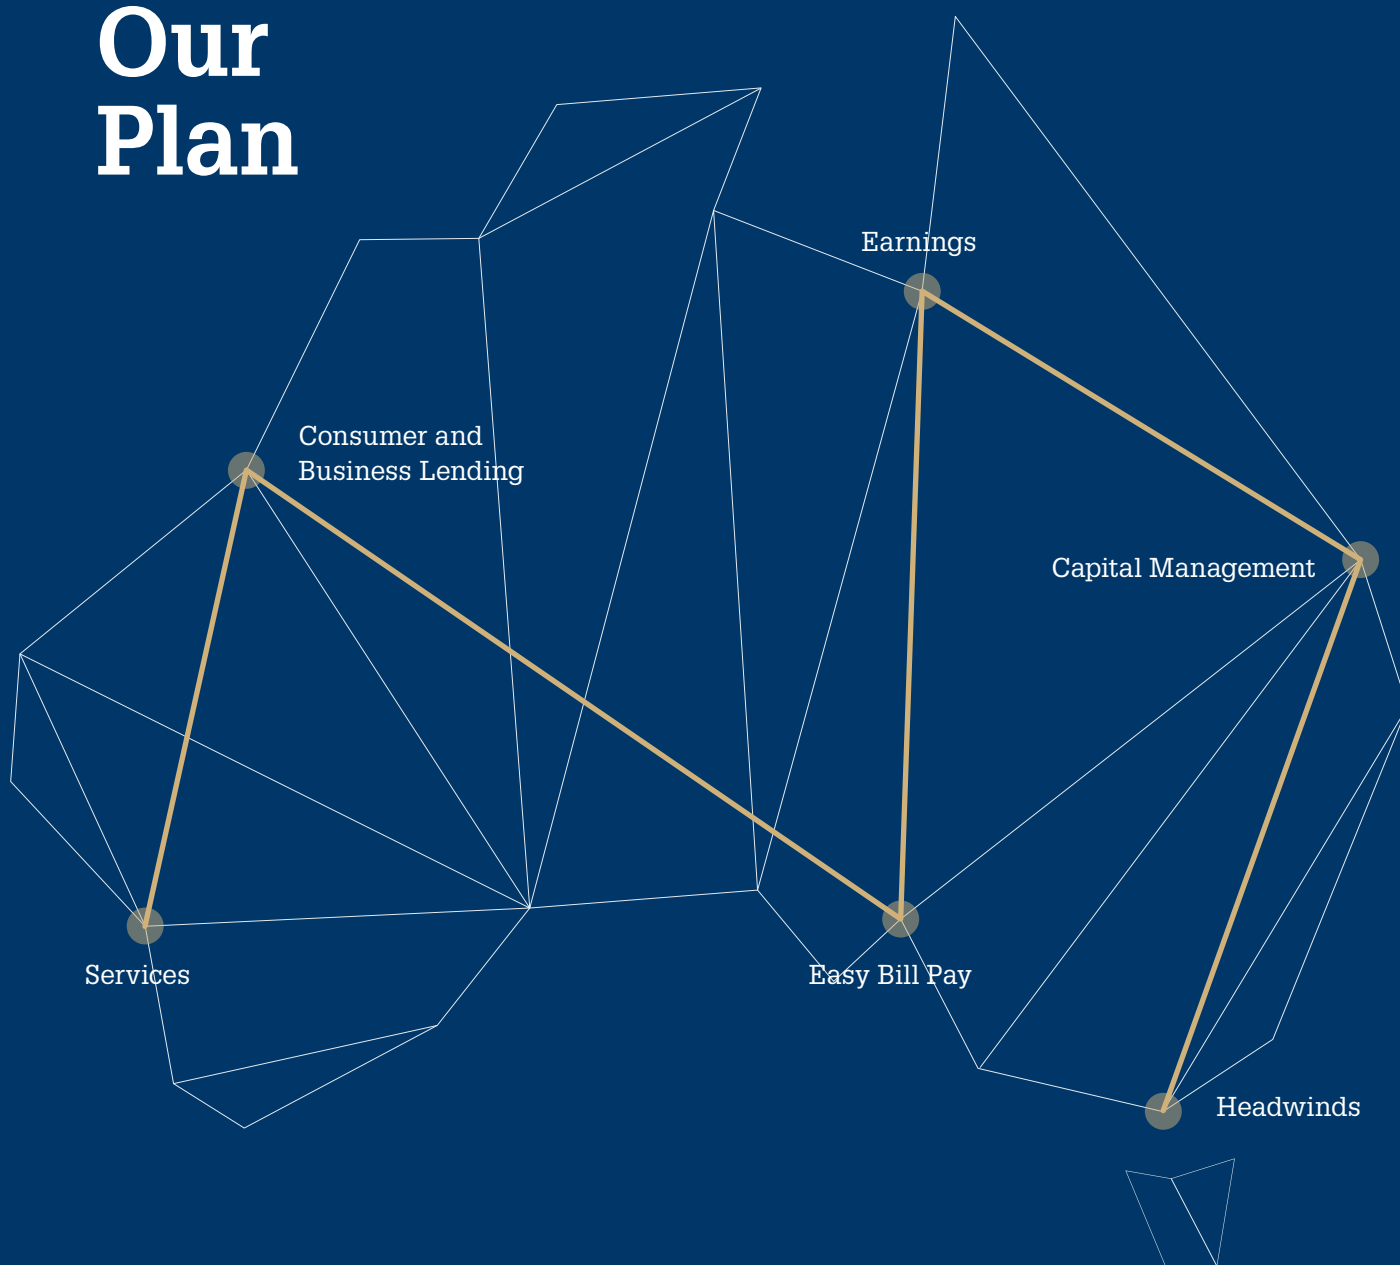 Our
Plan
Earnings
Consumer and
Business Lending
Capital Management
Services
Easy Bill Pay
Headwinds